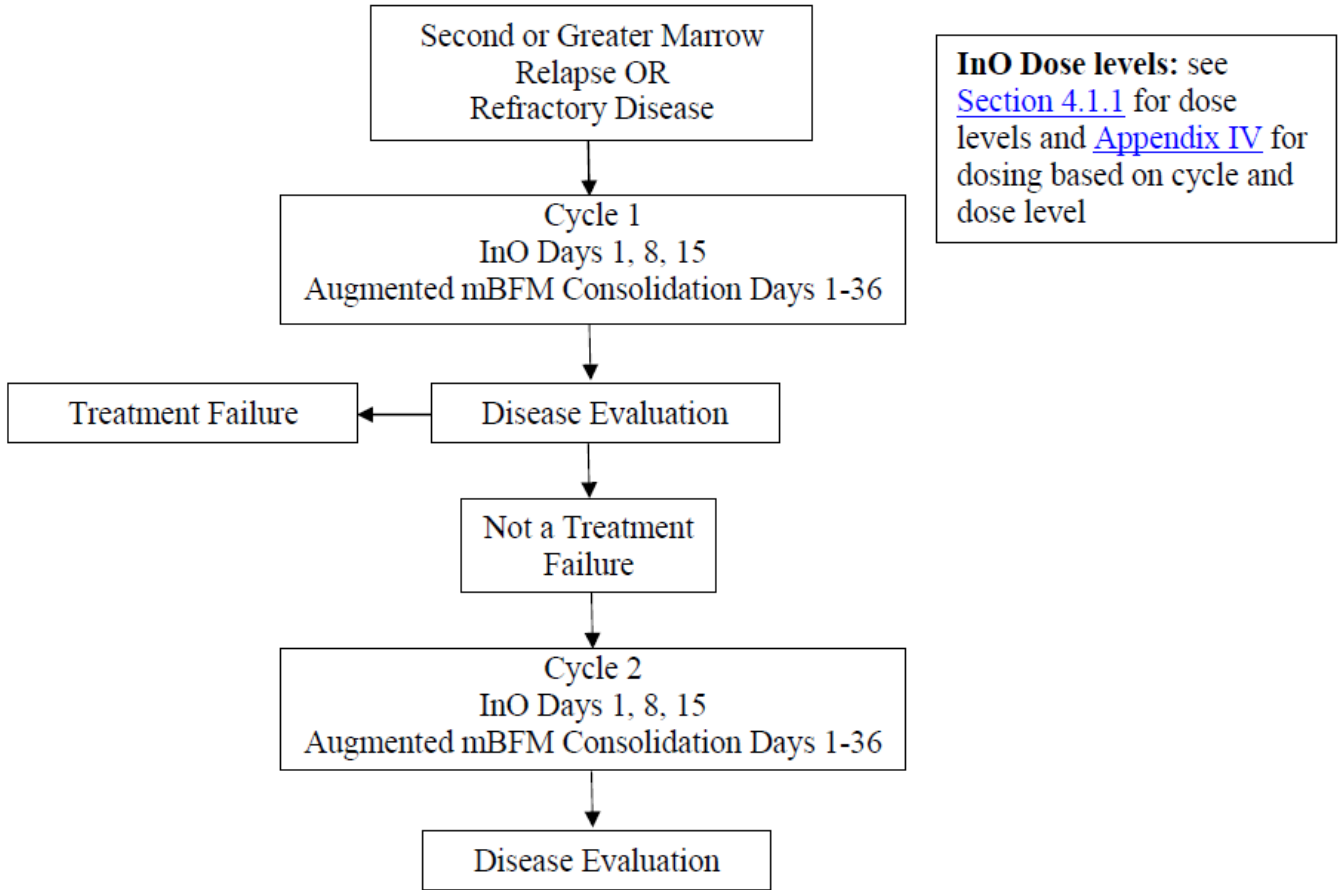 Second or Greater Marrow
Relapse OR
Refractory Disease
InO Dose levels: see
Section 4.1.1 for dose
levels and Appendix IV for
dosing based on cycle and
dose level
Cycle 1
InO Days 1, 8, 15
Augmented mBFM Consolidation Days 1-36
Treatment Failure
Disease Evaluation
Not a Treatment
Failure
Cycle 2
InO Days 1, 8, 15
Augmented mBFM Consolidation Days 1-36
Disease Evaluation